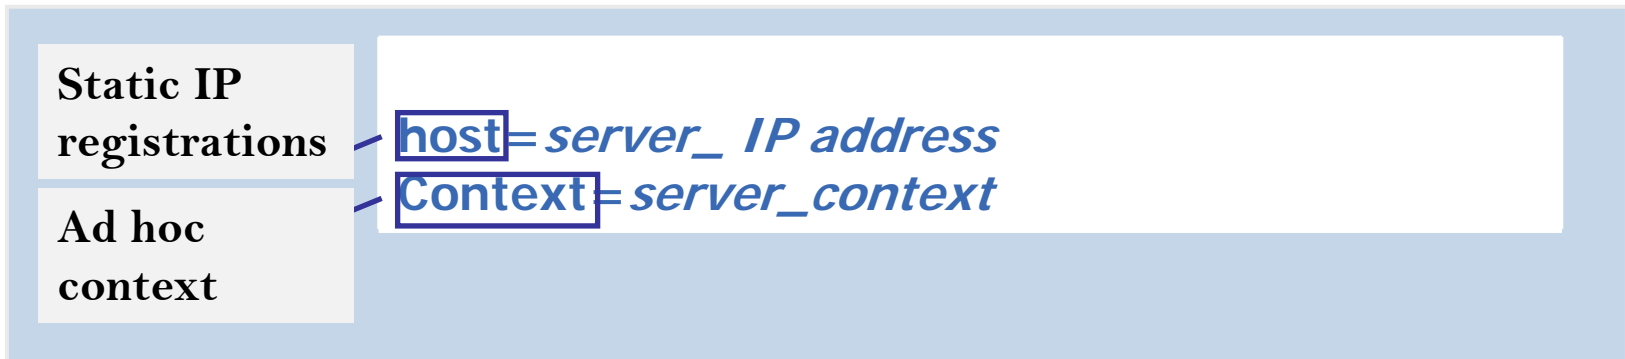 Static IP
registrations
host=server_ IP address
Context=server_context
Ad hoc
context